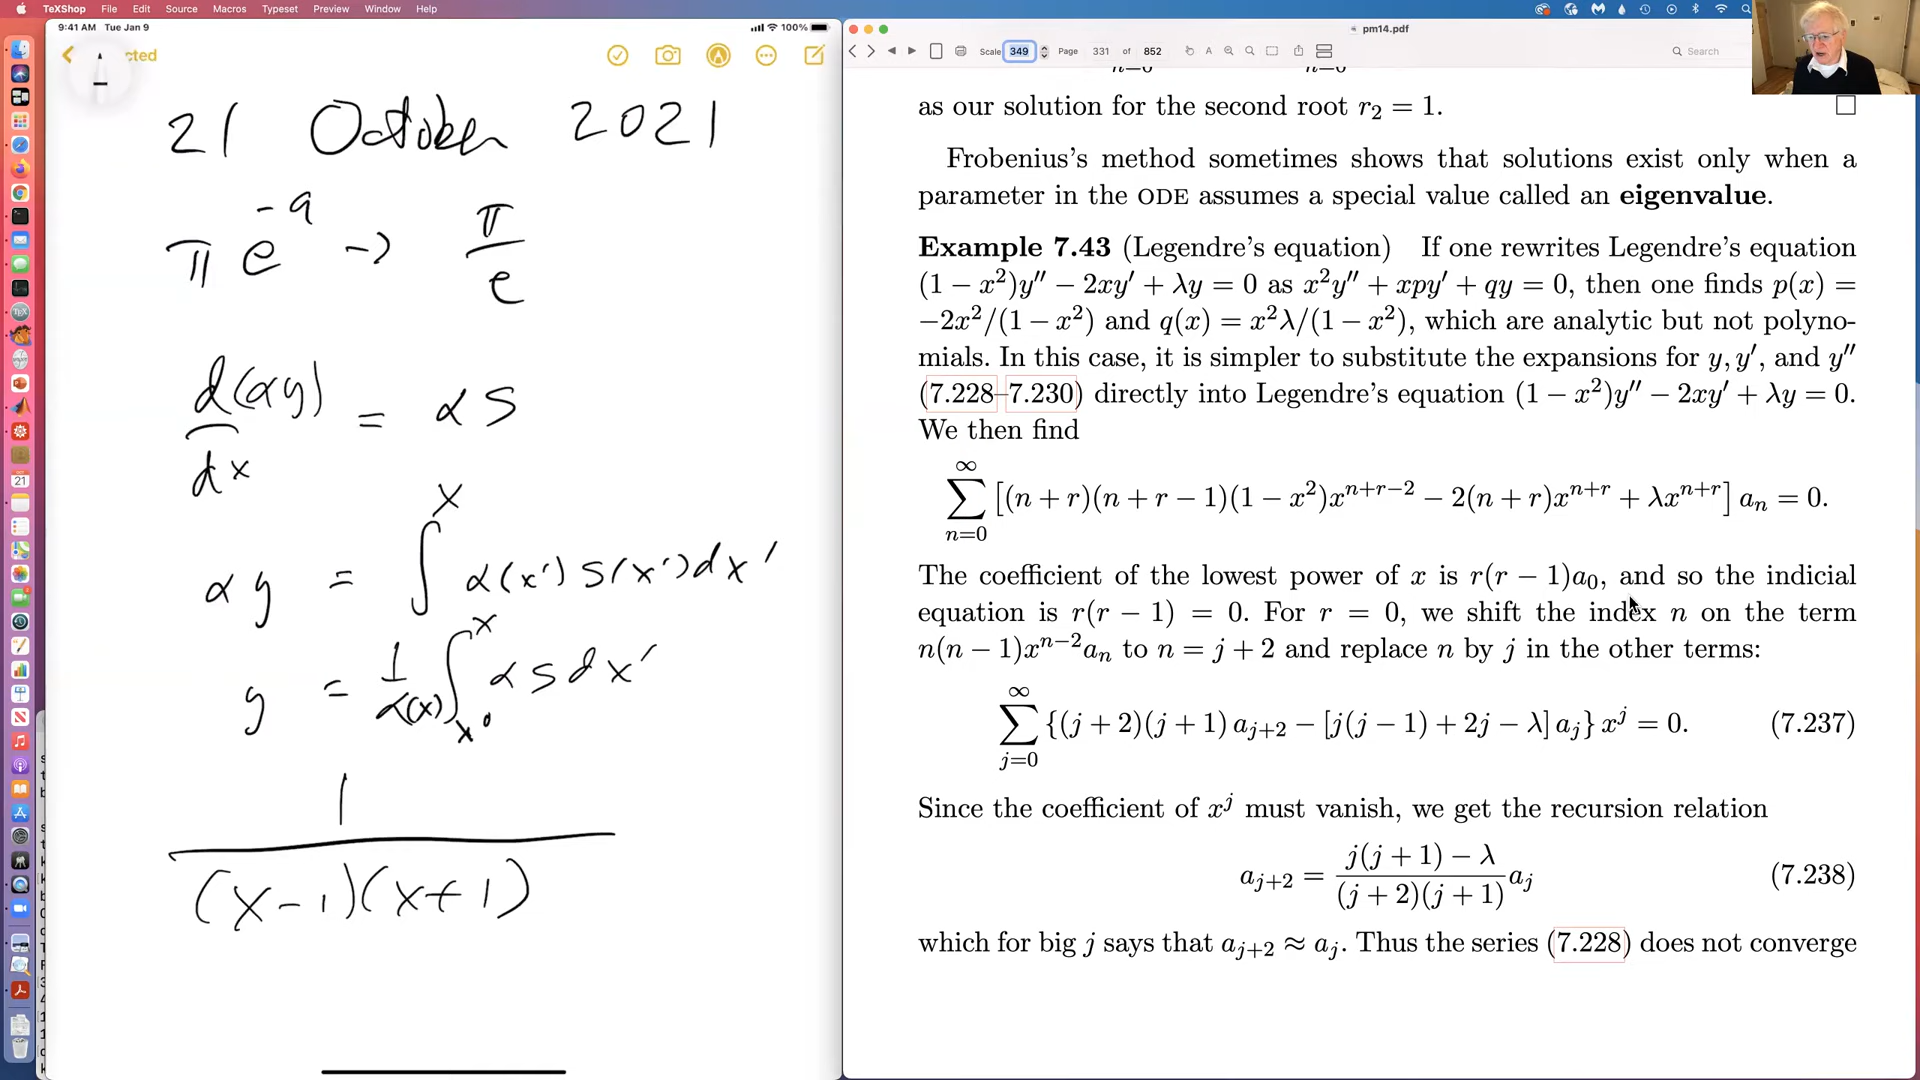 TeXShop File Edit Source Macros Typeset Preview Window Help
9:41 AM Tue Jan 9
100%
cted
21 October 2021
π e^{-a} → π/e
d(αy)/dx = α s
α y = ∫^x α(x') s(x') dx'
y = 1/α(x) ∫_{x_0}^x α s dx'
1/((x-1)(x+1))
pm14.pdf
Scale 349 Page 331 of 852
Search
n=0 n=0
as our solution for the second root r₂ = 1. □
Frobenius's method sometimes shows that solutions exist only when a
parameter in the ODE assumes a special value called an eigenvalue.
Example 7.43 (Legendre's equation) If one rewrites Legendre's equation
(1 − x²)y″ − 2xy′ + λy = 0 as x²y″ + xpy′ + qy = 0, then one finds p(x) =
−2x²/(1 − x²) and q(x) = x²λ/(1 − x²), which are analytic but not polyno-
mials. In this case, it is simpler to substitute the expansions for y, y′, and y″
(7.228–7.230) directly into Legendre's equation (1 − x²)y″ − 2xy′ + λy = 0.
We then find
∑_{n=0}^{∞} [(n + r)(n + r − 1)(1 − x²)x^{n+r−2} − 2(n + r)x^{n+r} + λx^{n+r}] a_n = 0.
The coefficient of the lowest power of x is r(r − 1)a₀, and so the indicial
equation is r(r − 1) = 0. For r = 0, we shift the index n on the term
n(n − 1)x^{n−2}a_n to n = j + 2 and replace n by j in the other terms:
∑_{j=0}^{∞} {(j + 2)(j + 1) a_{j+2} − [j(j − 1) + 2j − λ] a_j} x^j = 0. (7.237)
Since the coefficient of x^j must vanish, we get the recursion relation
a_{j+2} = (j(j + 1) − λ)/((j + 2)(j + 1)) a_j (7.238)
which for big j says that a_{j+2} ≈ a_j. Thus the series (7.228) does not converge